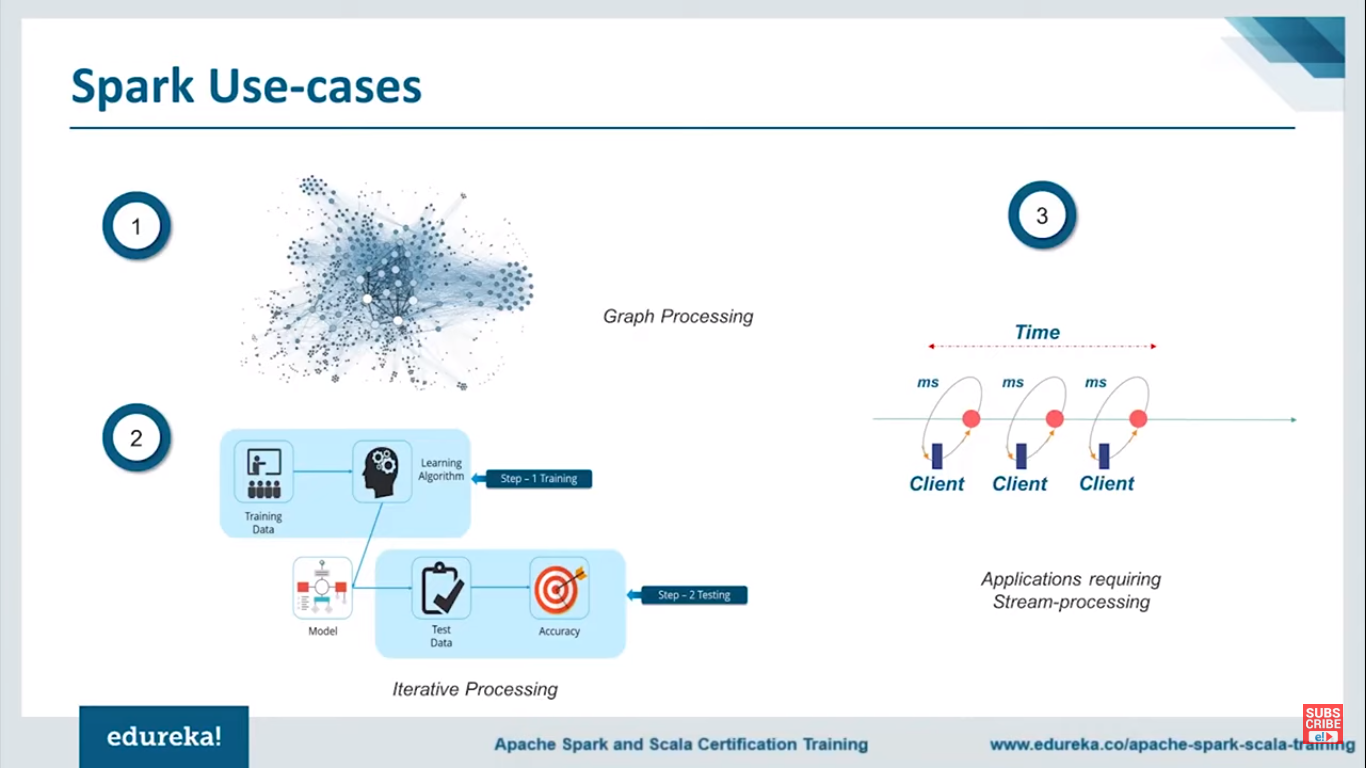 Spark Use-cases
1
Graph Processing
2
Training
Data
Learning
Algorithm
Step – 1 Training
Model
Test
Data
Accuracy
Step – 2 Testing
Iterative Processing
3
Time
ms
ms
ms
Client
Client
Client
Applications requiring
Stream-processing
edureka!
Apache Spark and Scala Certification Training
www.edureka.co/apache-spark-scala-training
SUBS
CRIBE
e!